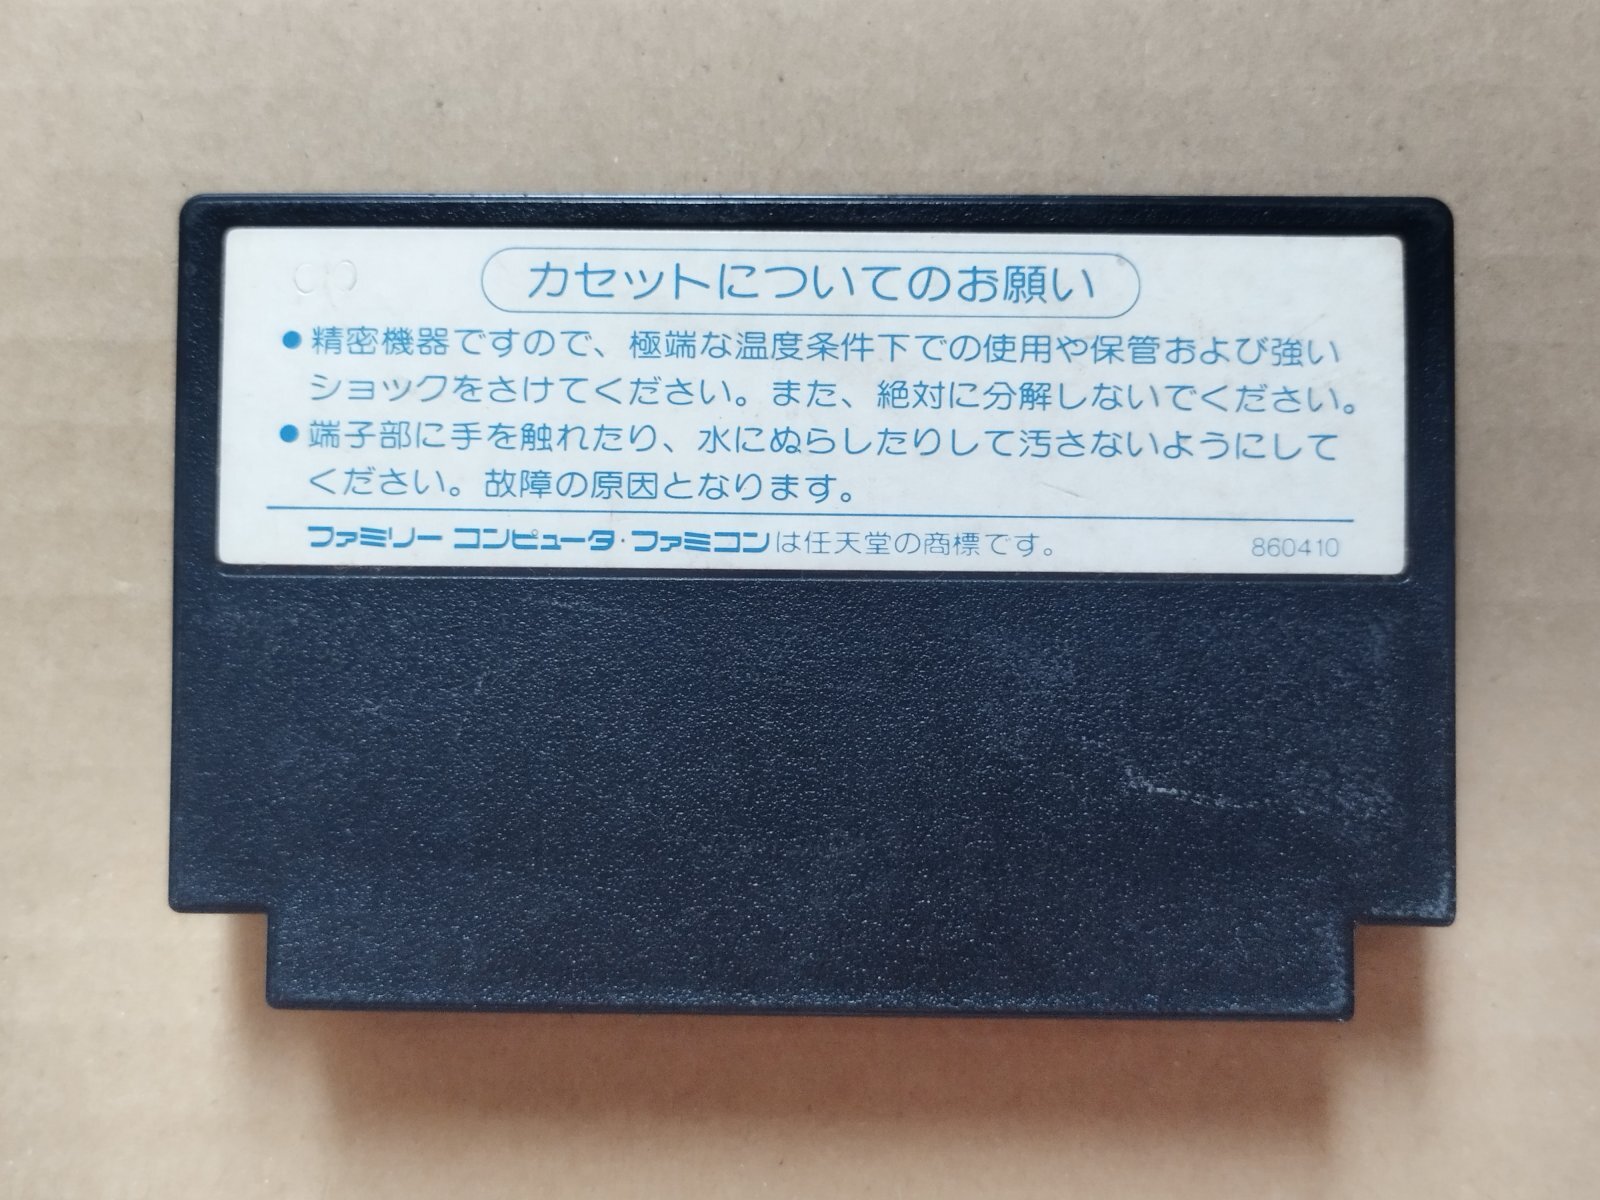 カセットについてのお願い
●精密機器ですので、極端な温度条件下での使用や保管および強い
ショックをさけてください。また、絶対に分解しないでください。
●端子部に手を触れたり、水にぬらしたりして汚さないようにして
ください。故障の原因となります。
ファミリー コンピュータ・ファミコンは任天堂の商標です。 860410